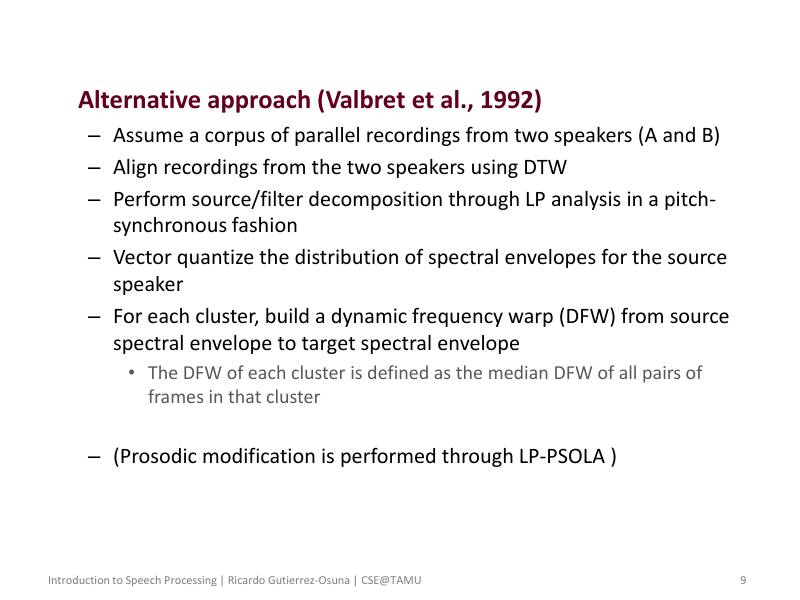 Alternative approach (Valbret et al., 1992)
– Assume a corpus of parallel recordings from two speakers (A and B)
– Align recordings from the two speakers using DTW
– Perform source/filter decomposition through LP analysis in a pitch-
synchronous fashion
– Vector quantize the distribution of spectral envelopes for the source
speaker
– For each cluster, build a dynamic frequency warp (DFW) from source
spectral envelope to target spectral envelope
• The DFW of each cluster is defined as the median DFW of all pairs of
frames in that cluster
– (Prosodic modification is performed through LP-PSOLA )
Introduction to Speech Processing | Ricardo Gutierrez-Osuna | CSE@TAMU 9